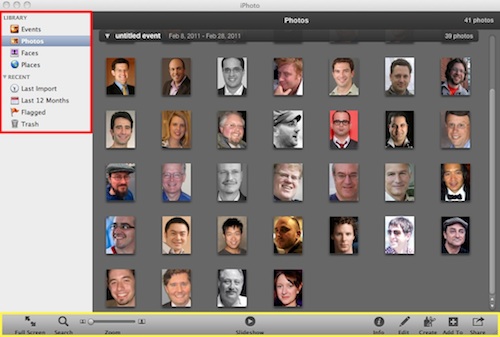 iPhoto
LIBRARY
Events
Photos
Faces
Places
RECENT
Last Import
Last 12 Months
Flagged
Trash
Photos
41 photos
untitled event Feb 8, 2011 - Feb 28, 2011 39 photos
Full Screen Search Zoom Slideshow Info Edit Create Add To Share